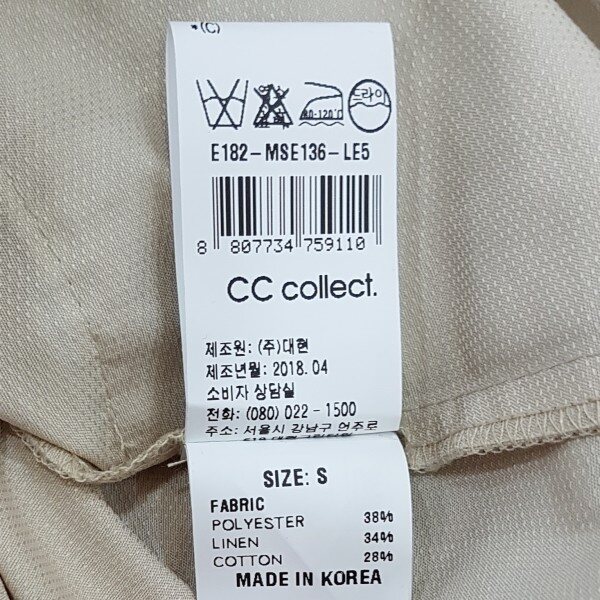 *(C)
80-120℃ 드라이
E182-MSE136-LE5
8 807734 759110
CC collect.
제조원: (주)대현
제조년월: 2018.04
소비자 상담실
전화: (080) 022-1500
주소: 서울시 강남구 언주로
SIZE: S
FABRIC
POLYESTER 38%
LINEN 34%
COTTON 28%
MADE IN KOREA